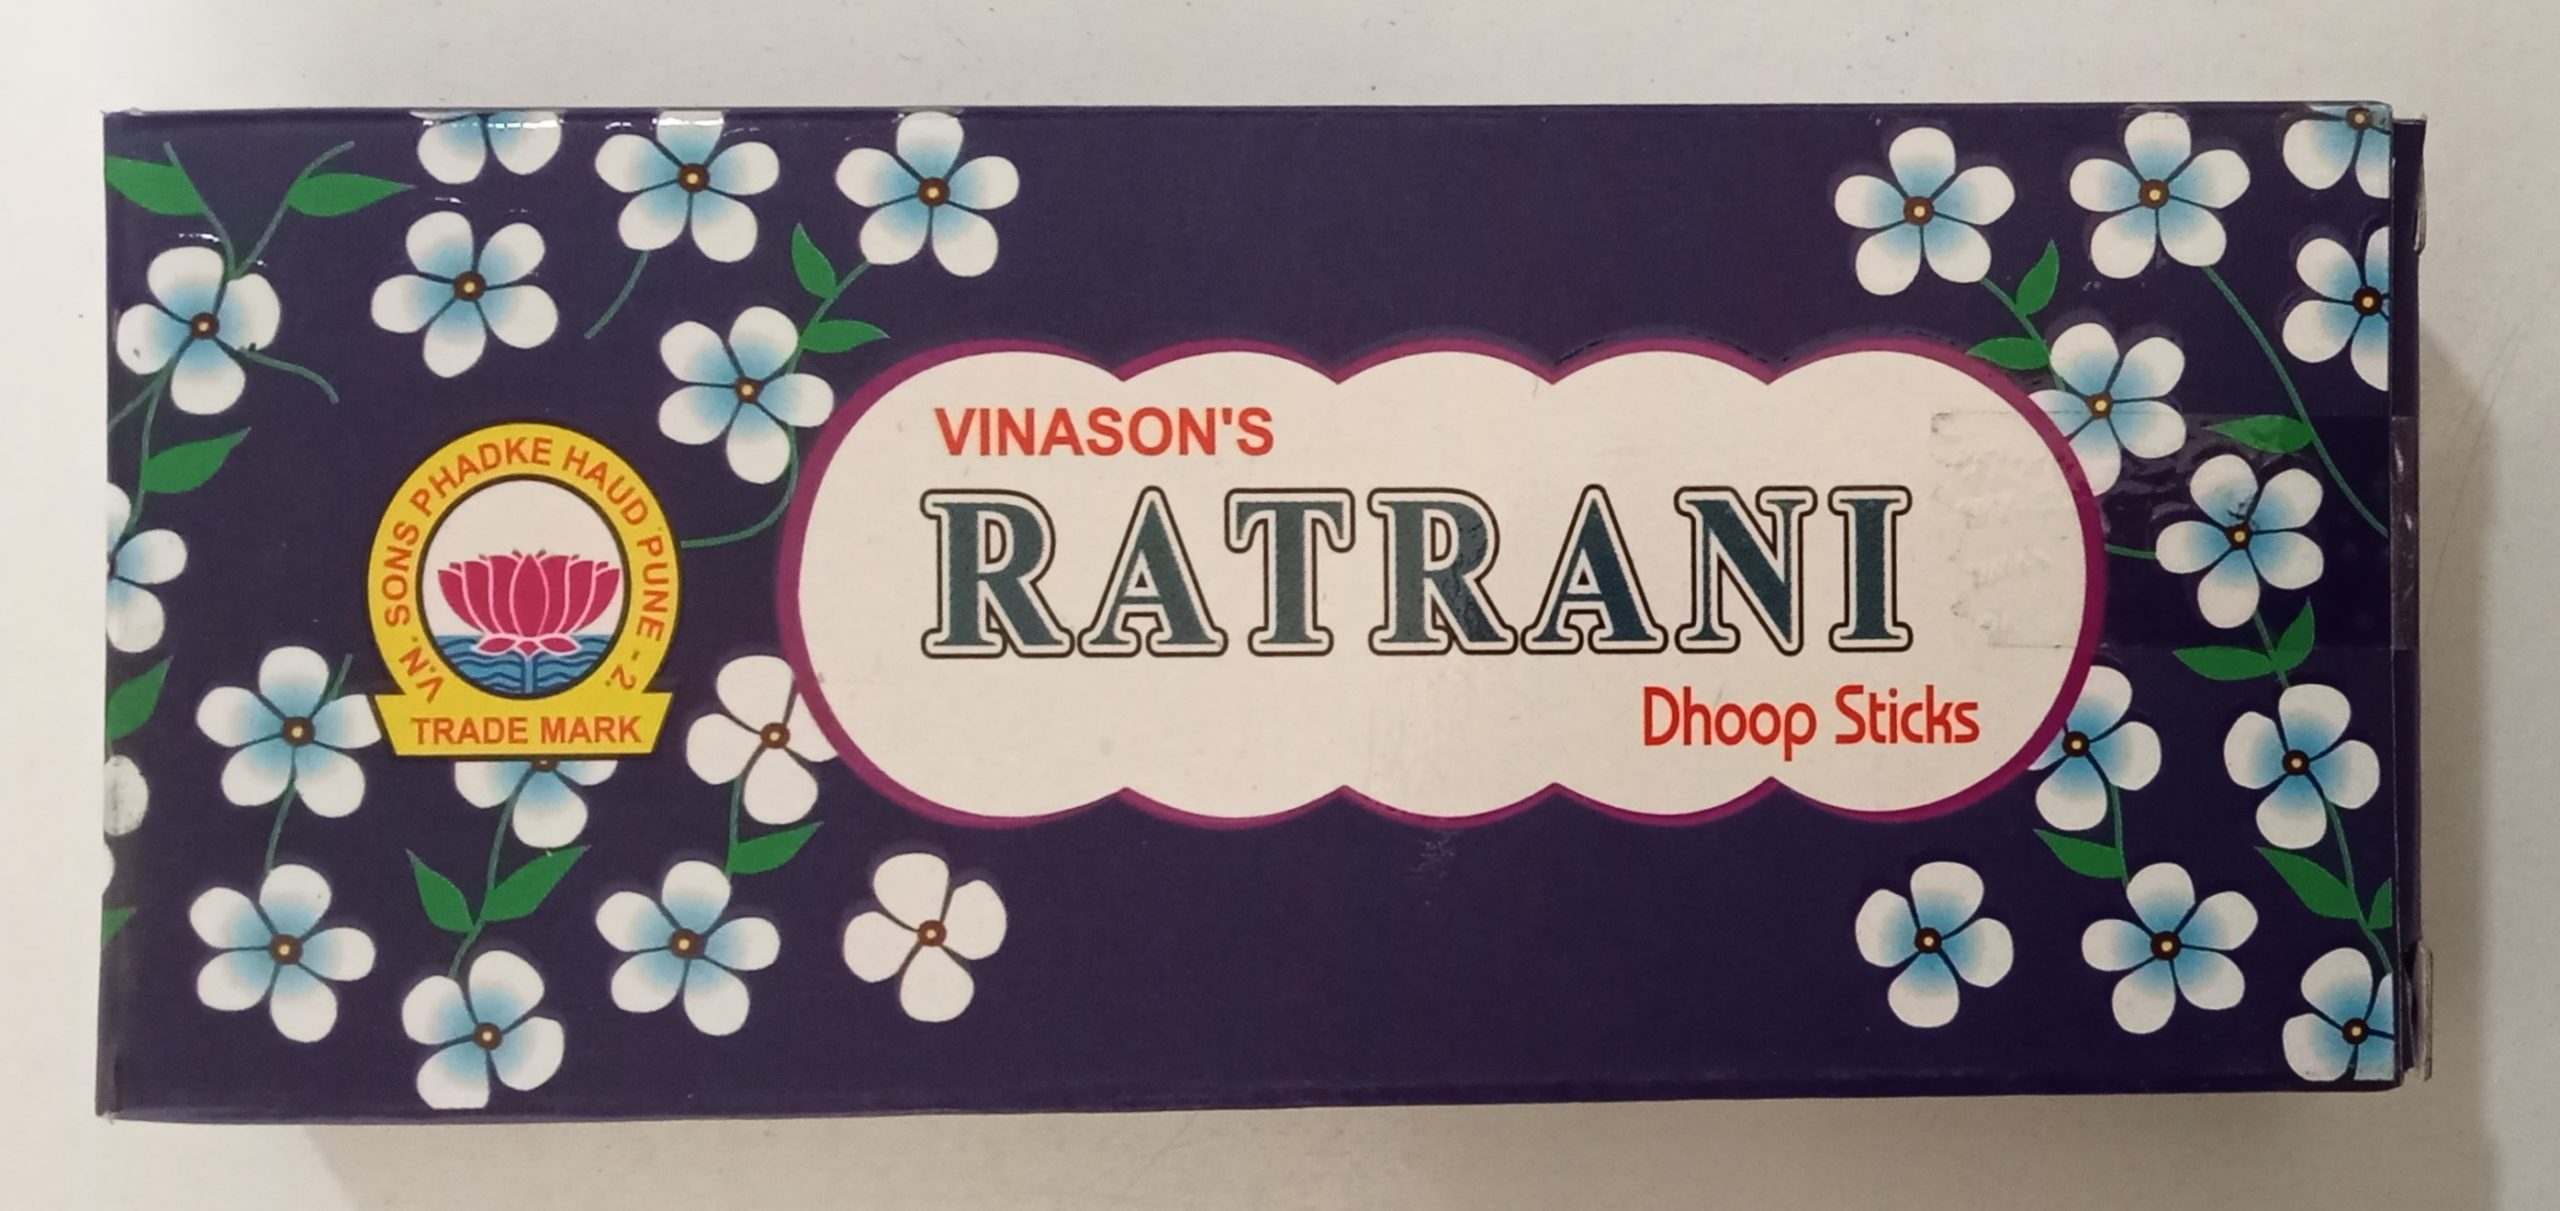 V.N. SONS PHADKE HAUD PUNE - 2.
TRADE MARK
VINASON'S
RATRANI
Dhoop Sticks